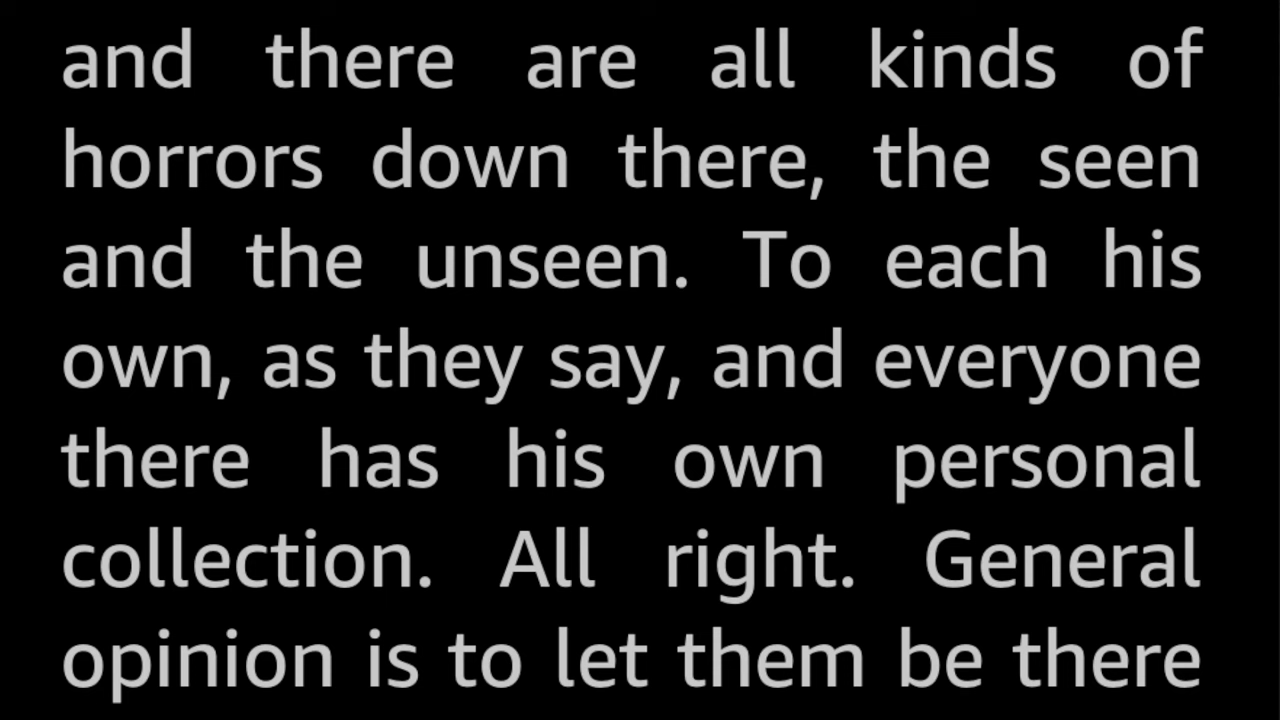 and there are all kinds of
horrors down there, the seen
and the unseen. To each his
own, as they say, and everyone
there has his own personal
collection. All right. General
opinion is to let them be there